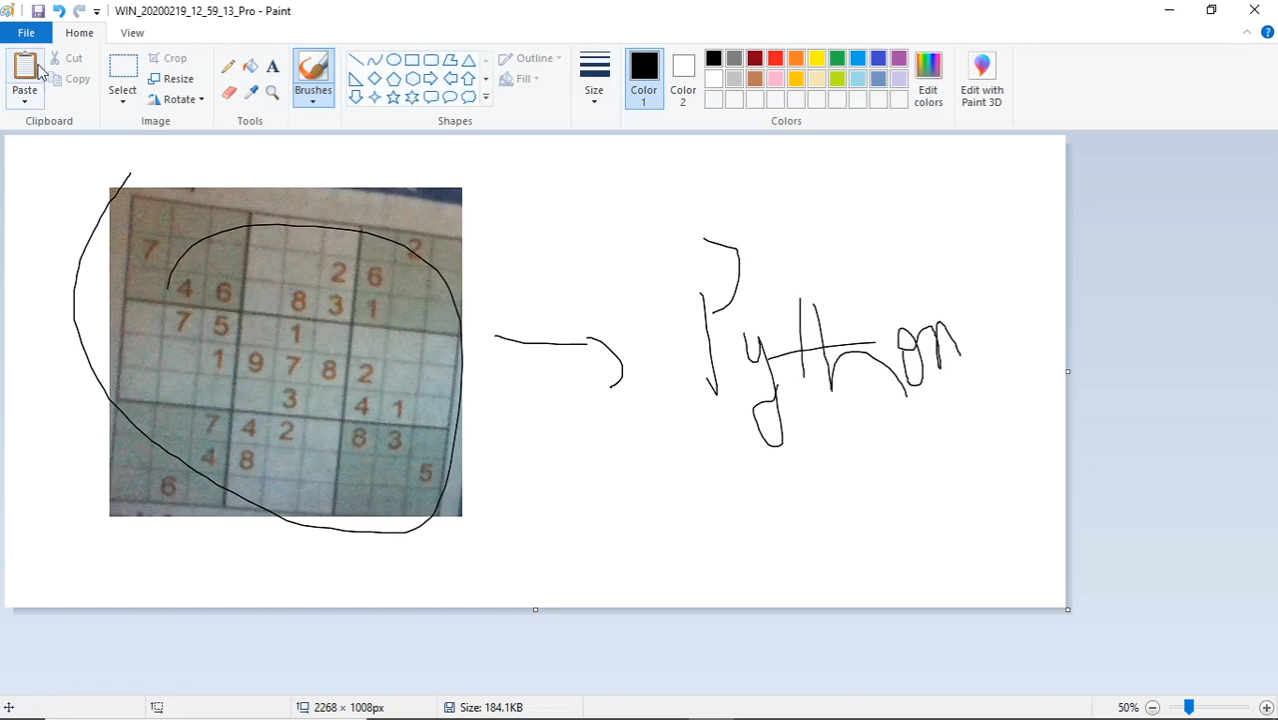 WIN_20200219_12_59_13_Pro - Paint
File Home View
Paste
Cut
Copy
Clipboard
Select
Crop
Resize
Rotate
Image
Tools
Brushes
Outline
Fill
Shapes
Size
Color 1
Color 2
Edit colors
Colors
Edit with Paint 3D
7 2
2 6
4 6 8 3 1
7 5 1
1 9 7 8 2
3 4 1
7 4 2 8 3
4 8 5
6
Python
2268 × 1008px
Size: 184.1KB
50%